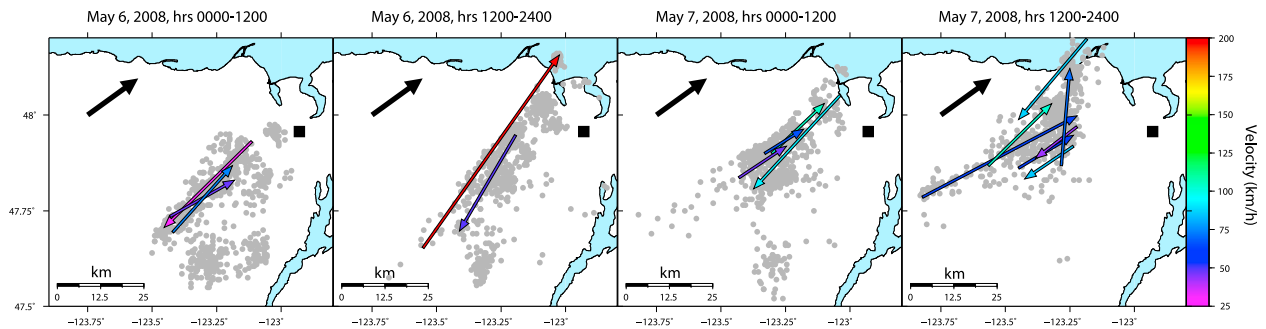 May 6, 2008, hrs 0000-1200 May 6, 2008, hrs 1200-2400 May 7, 2008, hrs 0000-1200 May 7, 2008, hrs 1200-2400
200
175
48° 150
125
100
47.75° 75
km km km km
50
0 12.5 25 0 12.5 25 0 12.5 25 0 12.5 25
47.5° 25
Velocity (km/h)
−123.75 −123.5 −123.25 −123° −123.75 −123.5 −123.25 −123° −123.75 −123.5 −123.25 −123° −123.75 −123.5 −123.25 −123°